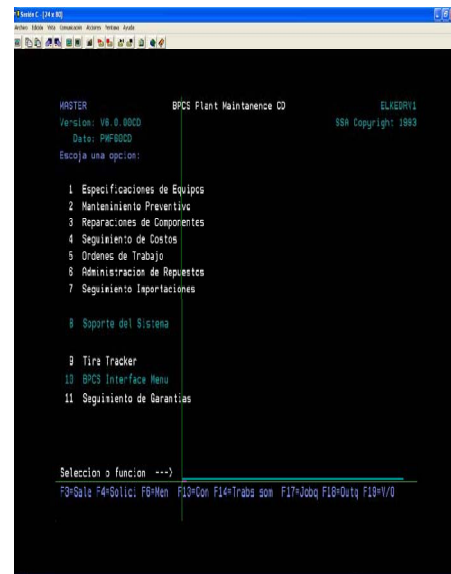 Sesión C - [24 x 80]
Archivo Edición Vista Comunicación Acciones Ventana Ayuda
MASTER BPCS Plant Maintanence CD ELKEDRV1
Version: V6.0.00CD SSA Copyright 1993
Dato: PMF60CD
Escoja una opcion:
1 Especificaciones de Equipos
2 Mantenimiento Preventivo
3 Reparaciones de Componentes
4 Seguimiento de Costos
5 Ordenes de Trabajo
6 Administracion de Repuestos
7 Seguimiento Importaciones
8 Soporte del Sistema
9 Tire Tracker
10 BPCS Interface Menu
11 Seguimiento de Garantias
Seleccion o funcion --->
F3=Sale F4=Solici F6=Men F13=Con F14=Trabs som F17=Jobq F18=Outq F19=V/O